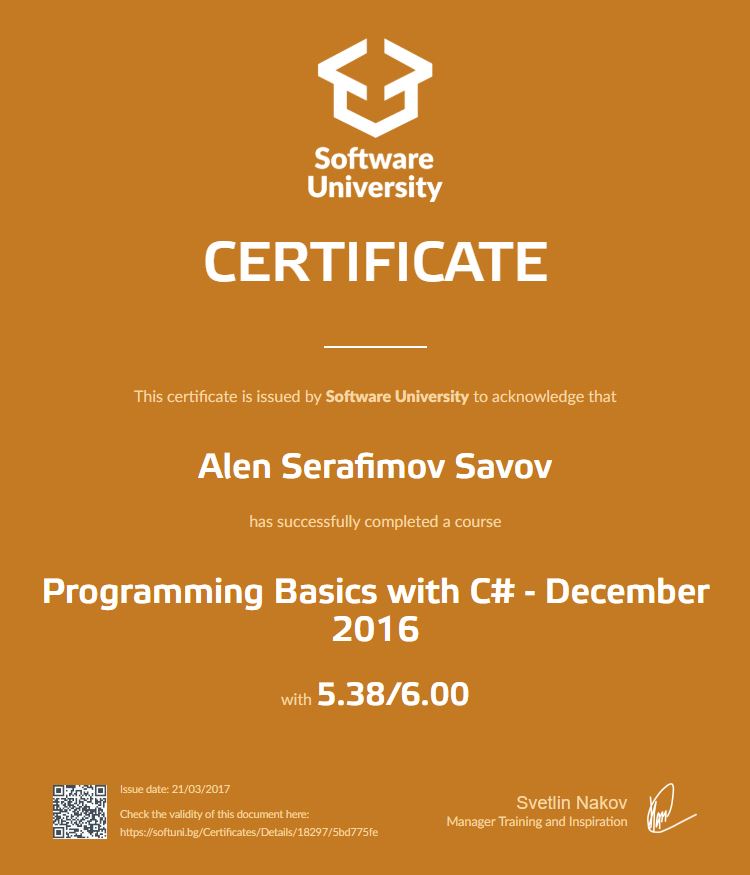 Software
University
CERTIFICATE
This certificate is issued by Software University to acknowledge that
Alen Serafimov Savov
has successfully completed a course
Programming Basics with C# - December
2016
with 5.38/6.00
Issue date: 21/03/2017
Check the validity of this document here:
https://softuni.bg/Certificates/Details/18297/5bd775fe
Svetlin Nakov
Manager Training and Inspiration